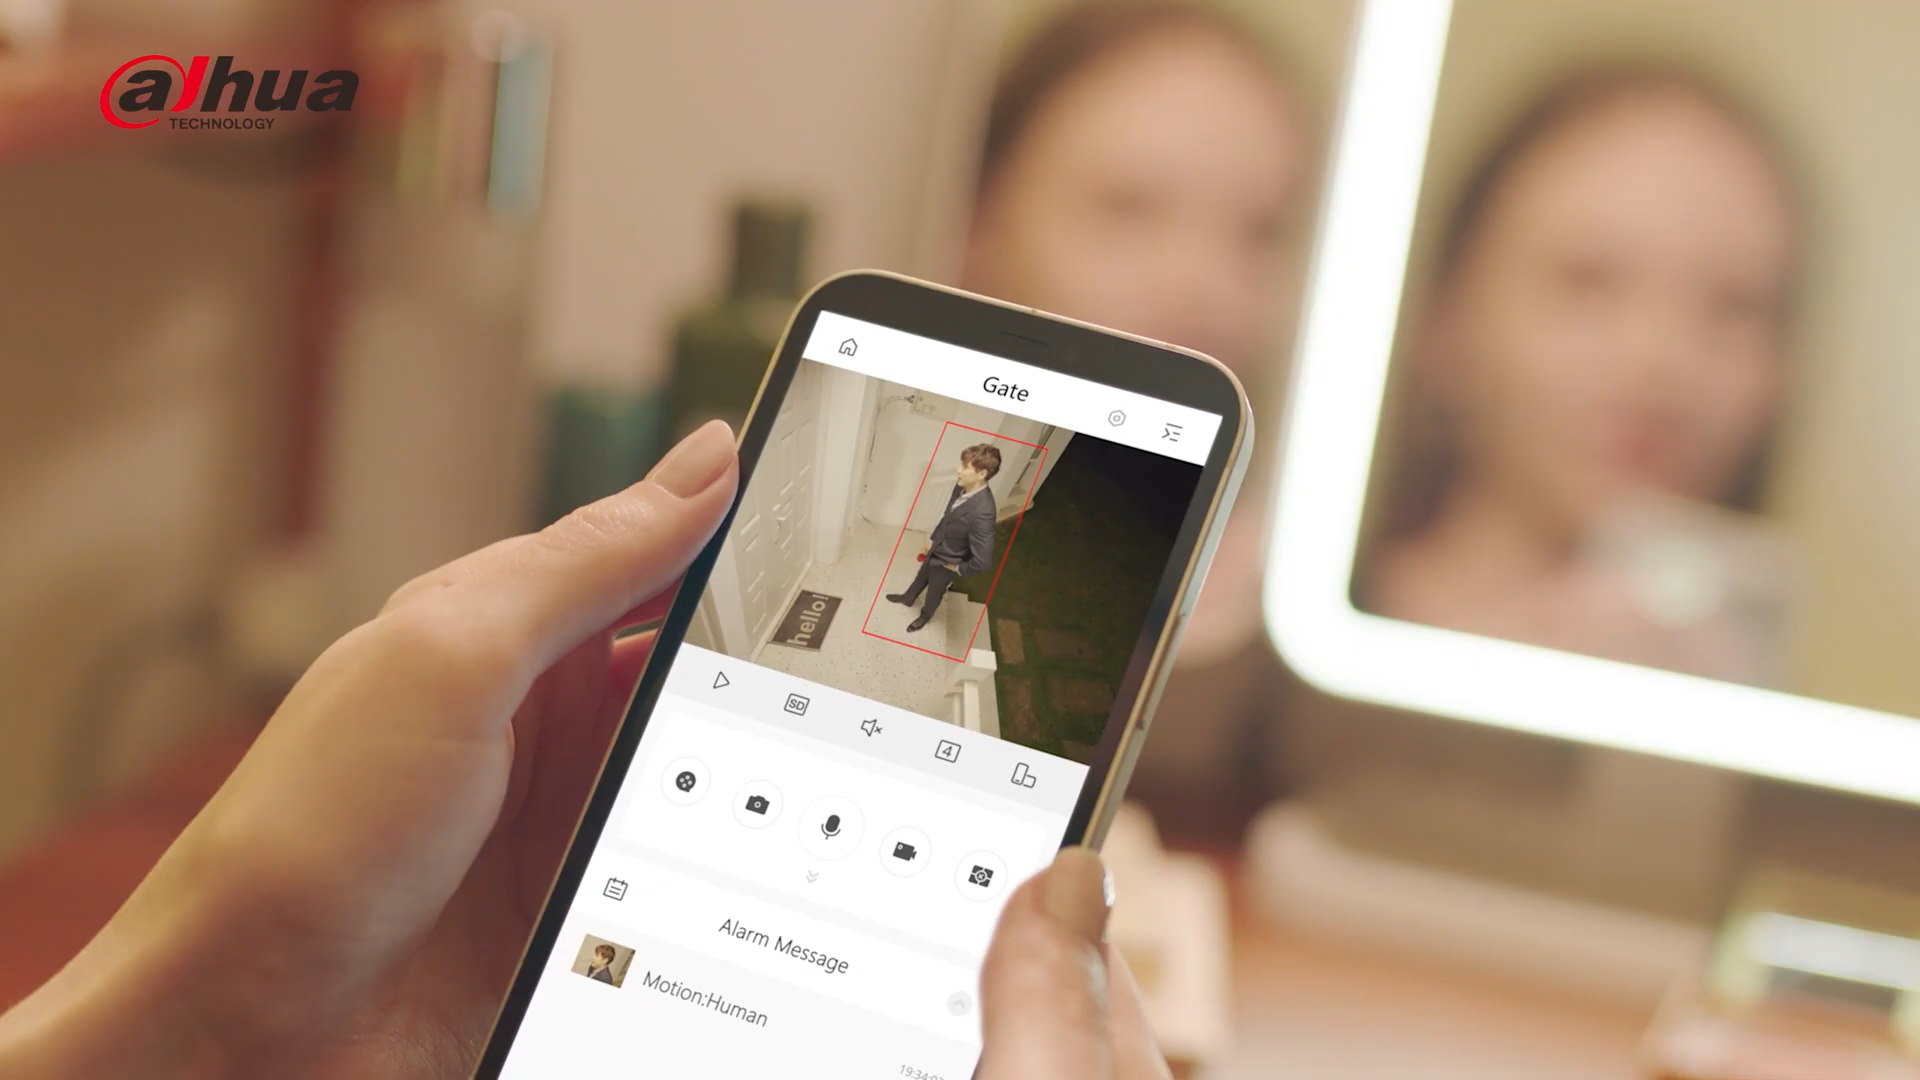 alhua
TECHNOLOGY
Gate
hello!
SD
4
Alarm Message
Motion:Human